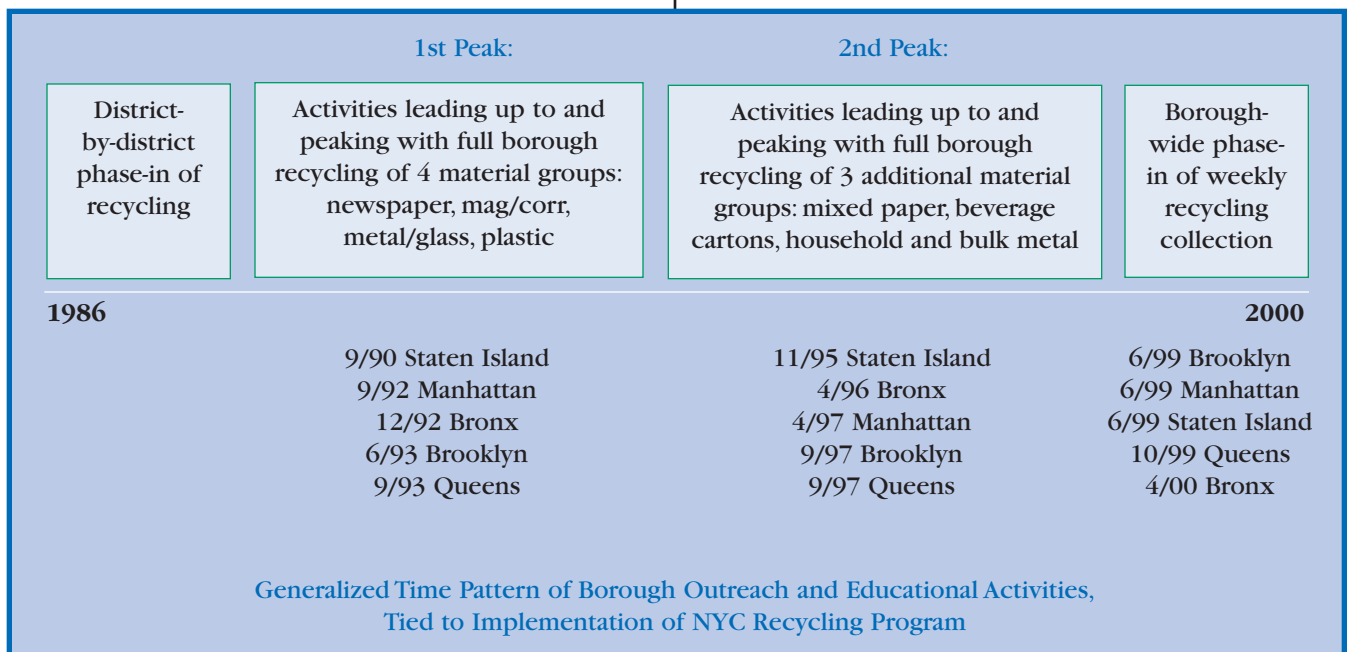 1st Peak:
2nd Peak:
District-
by-district
phase-in of
recycling
Activities leading up to and
peaking with full borough
recycling of 4 material groups:
newspaper, mag/corr,
metal/glass, plastic
Activities leading up to and
peaking with full borough
recycling of 3 additional material
groups: mixed paper, beverage
cartons, household and bulk metal
Borough-
wide phase-
in of weekly
recycling
collection
1986
2000
9/90 Staten Island
9/92 Manhattan
12/92 Bronx
6/93 Brooklyn
9/93 Queens
11/95 Staten Island
4/96 Bronx
4/97 Manhattan
9/97 Brooklyn
9/97 Queens
6/99 Brooklyn
6/99 Manhattan
6/99 Staten Island
10/99 Queens
4/00 Bronx
Generalized Time Pattern of Borough Outreach and Educational Activities,
Tied to Implementation of NYC Recycling Program